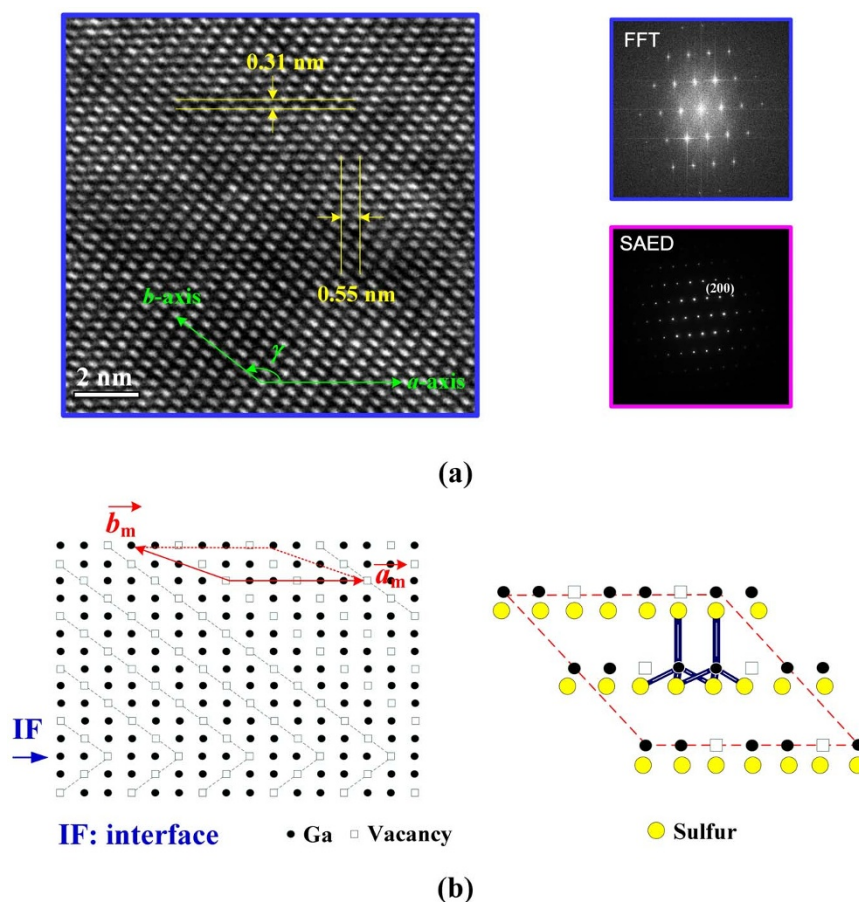 0.31 nm
0.55 nm
b-axis
γ
a-axis
2 nm
FFT
SAED
(200)
(a)
b_m
a_m
IF
IF: interface
Ga
Vacancy
Sulfur
(b)